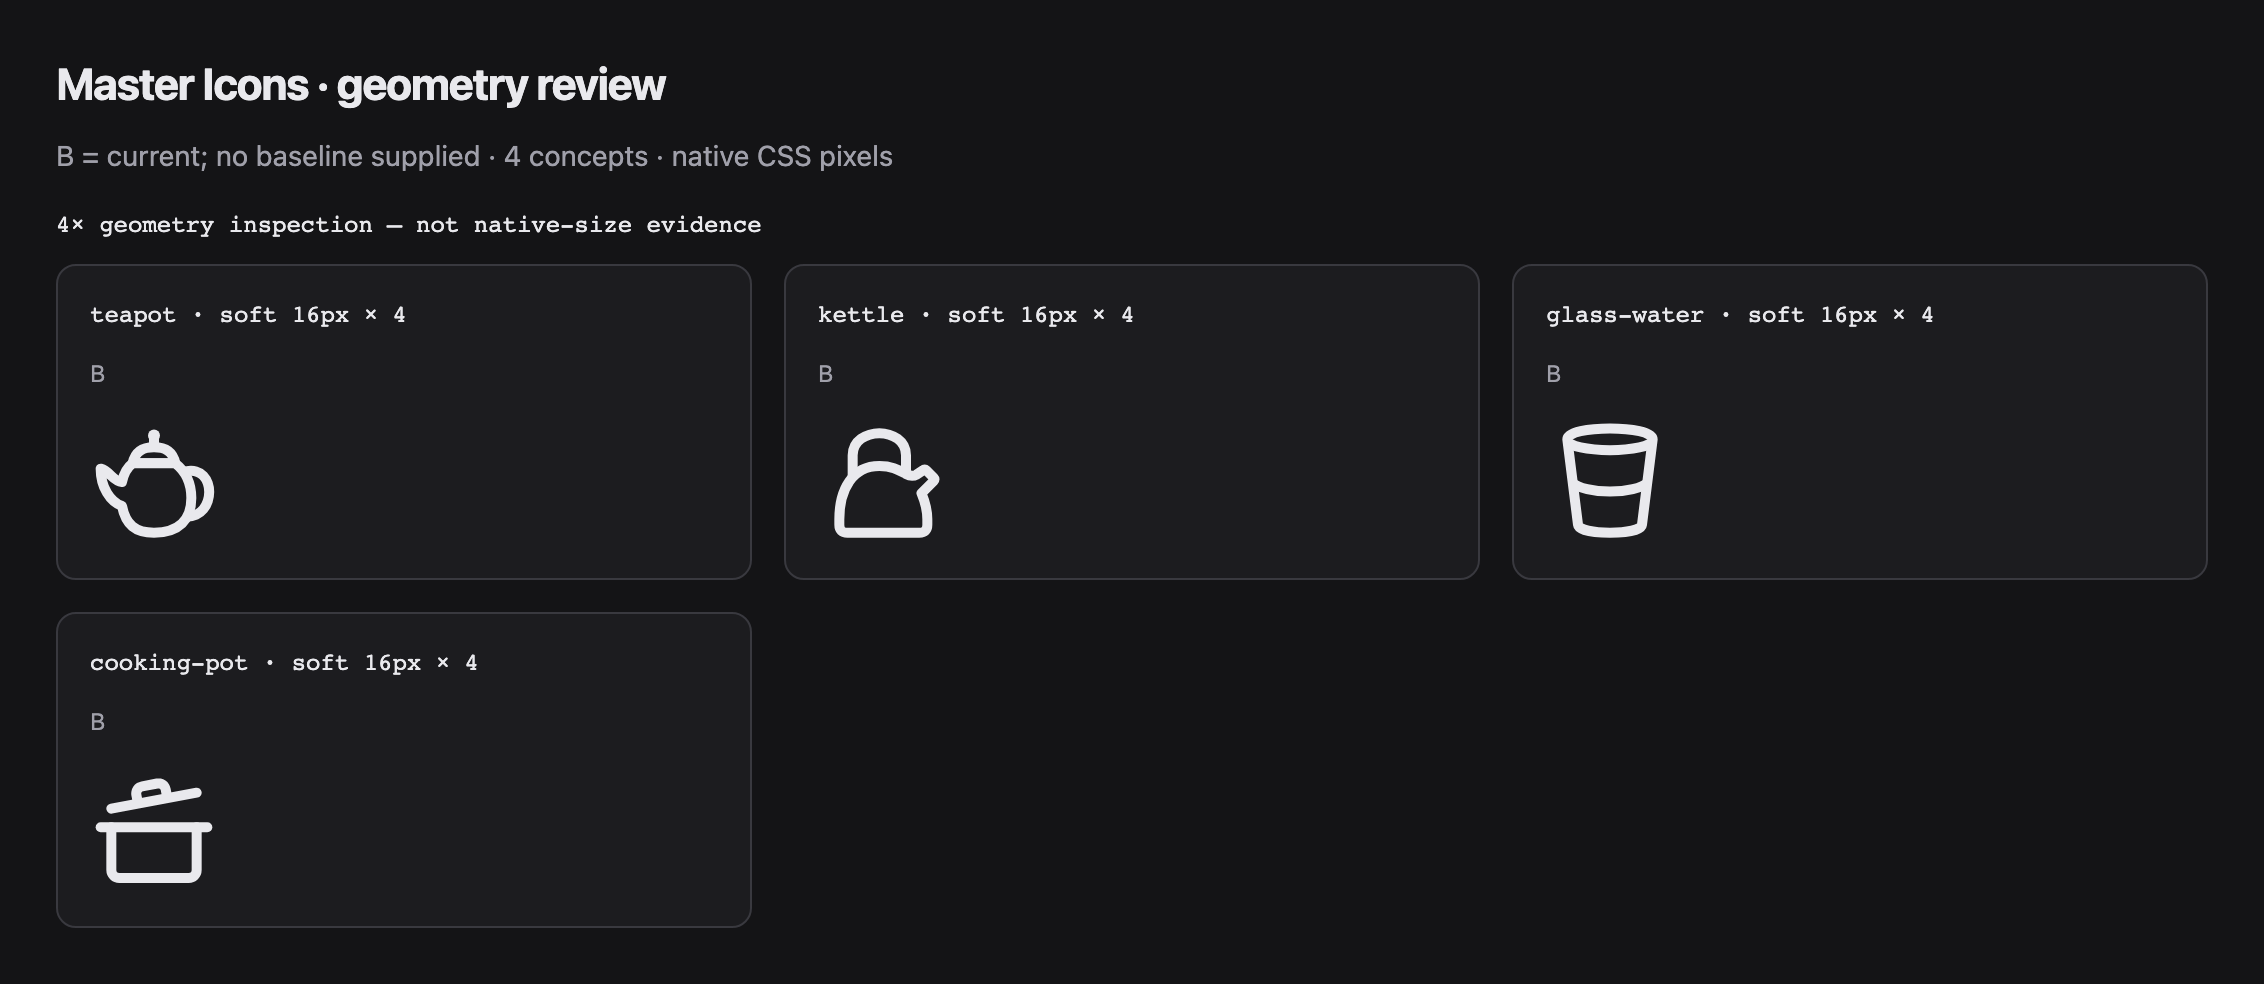 Master Icons · geometry review
B = current; no baseline supplied · 4 concepts · native CSS pixels
4× geometry inspection — not native-size evidence
teapot · soft 16px × 4
B
kettle · soft 16px × 4
B
glass-water · soft 16px × 4
B
cooking-pot · soft 16px × 4
B